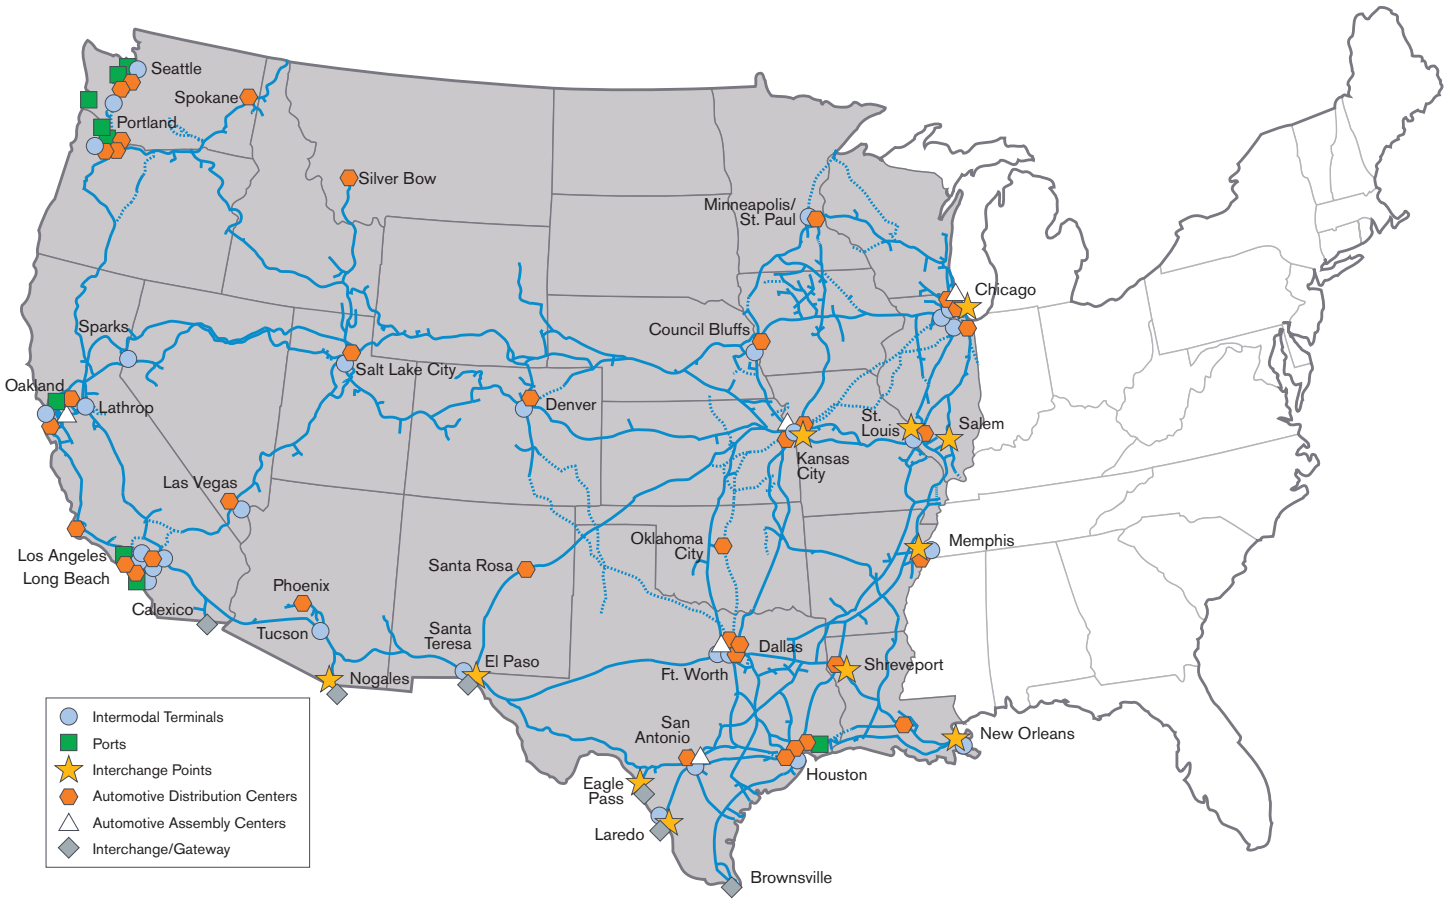 Seattle
Spokane
Portland
Silver Bow
Minneapolis/
St. Paul
Chicago
Sparks
Council Bluffs
Salt Lake City
Oakland
Lathrop
Denver
St.
Louis
Salem
Kansas
City
Las Vegas
Oklahoma
City
Memphis
Los Angeles
Long Beach
Santa Rosa
Phoenix
Calexico
Tucson
Santa
Teresa
El Paso
Dallas
Ft. Worth
Shreveport
Nogales
San
Antonio
New Orleans
Houston
Eagle
Pass
Laredo
Brownsville
Intermodal Terminals
Ports
Interchange Points
Automotive Distribution Centers
Automotive Assembly Centers
Interchange/Gateway